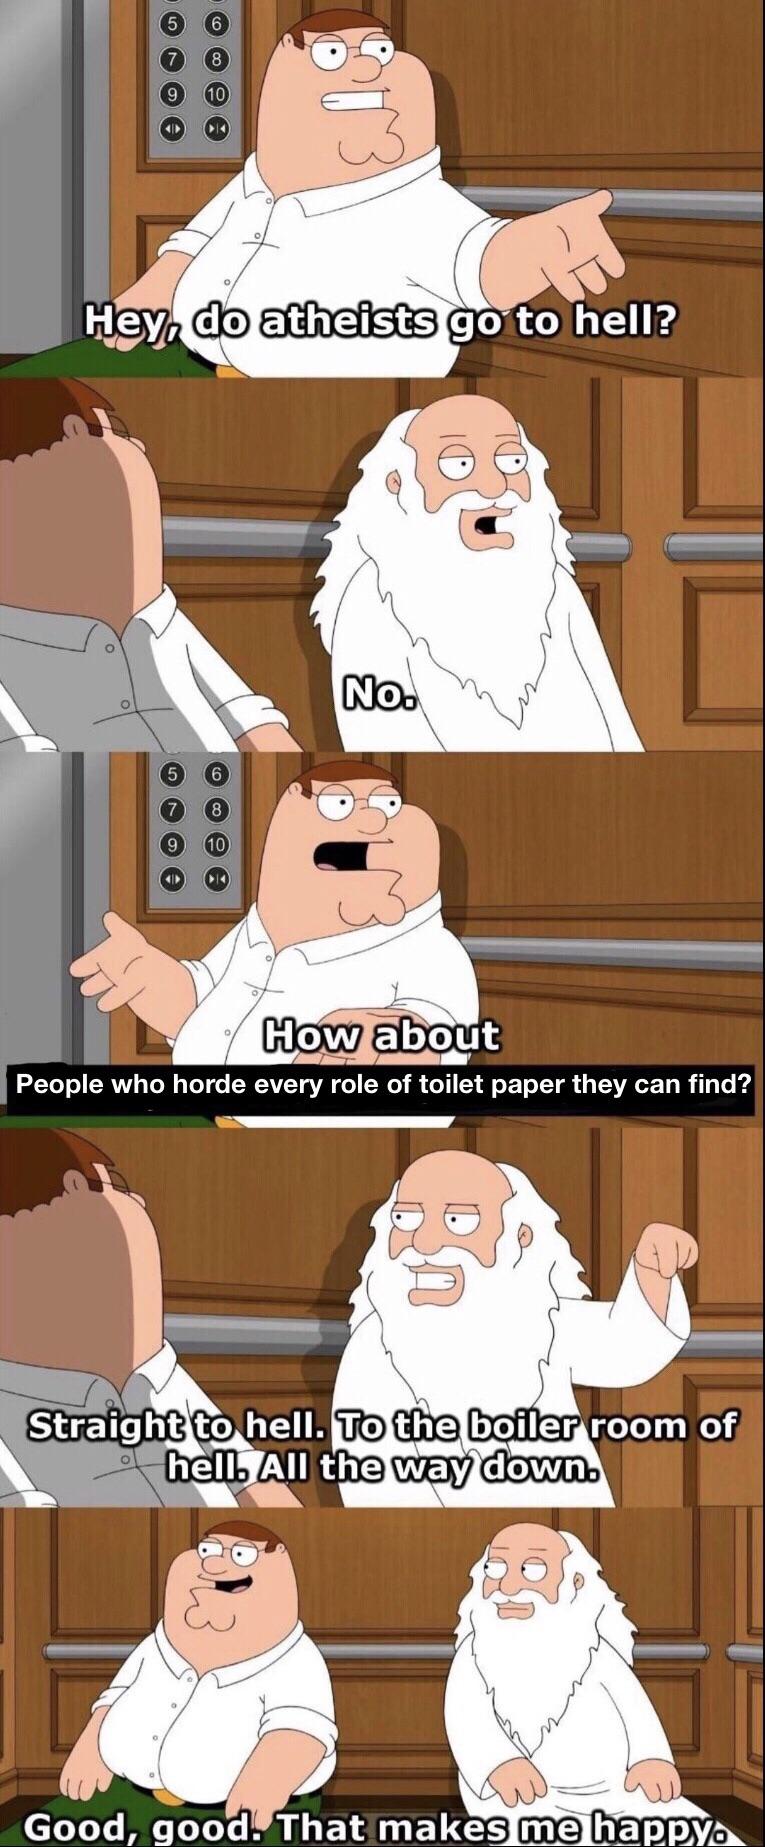 5 6
7 8
9 10
Hey, do atheists go to hell?
No.
5 6
7 8
9 10
How about
People who horde every role of toilet paper they can find?
Straight to hell. To the boiler room of
hell. All the way down.
Good, good. That makes me happy.